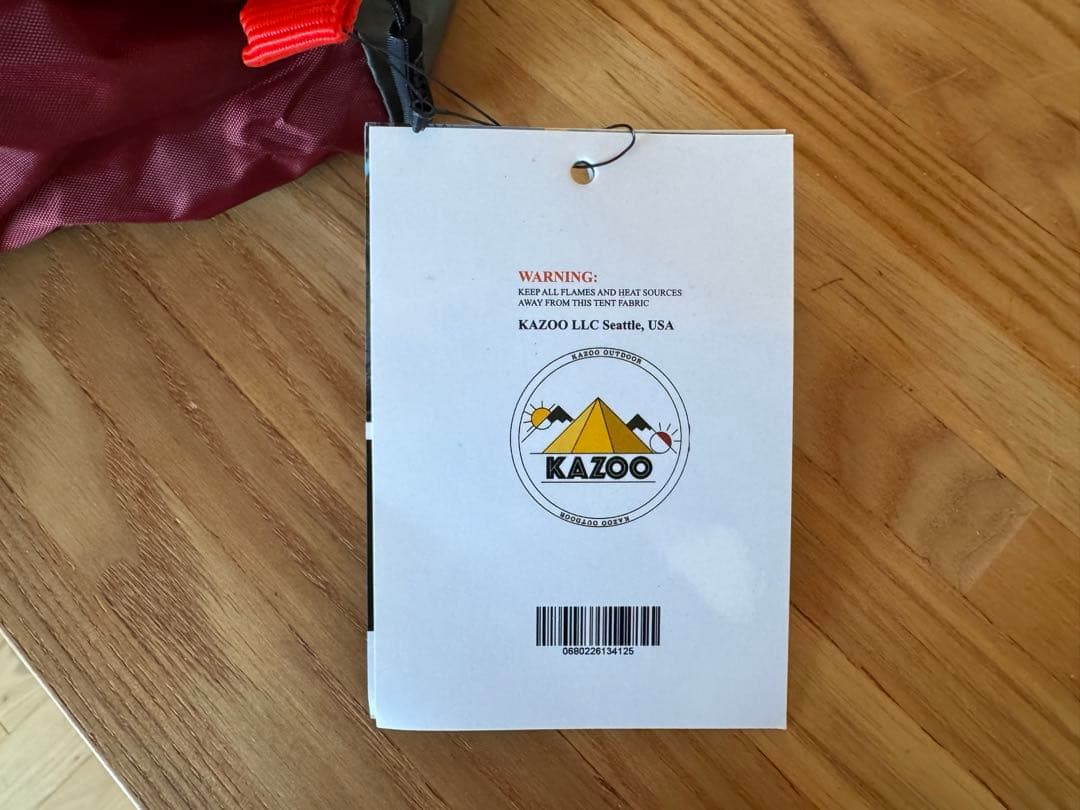 WARNING:
KEEP ALL FLAMES AND HEAT SOURCES
AWAY FROM THIS TENT FABRIC
KAZOO LLC Seattle, USA
KAZOO OUTDOOR
KAZOO
KAZOO OUTDOOR
0680226134125